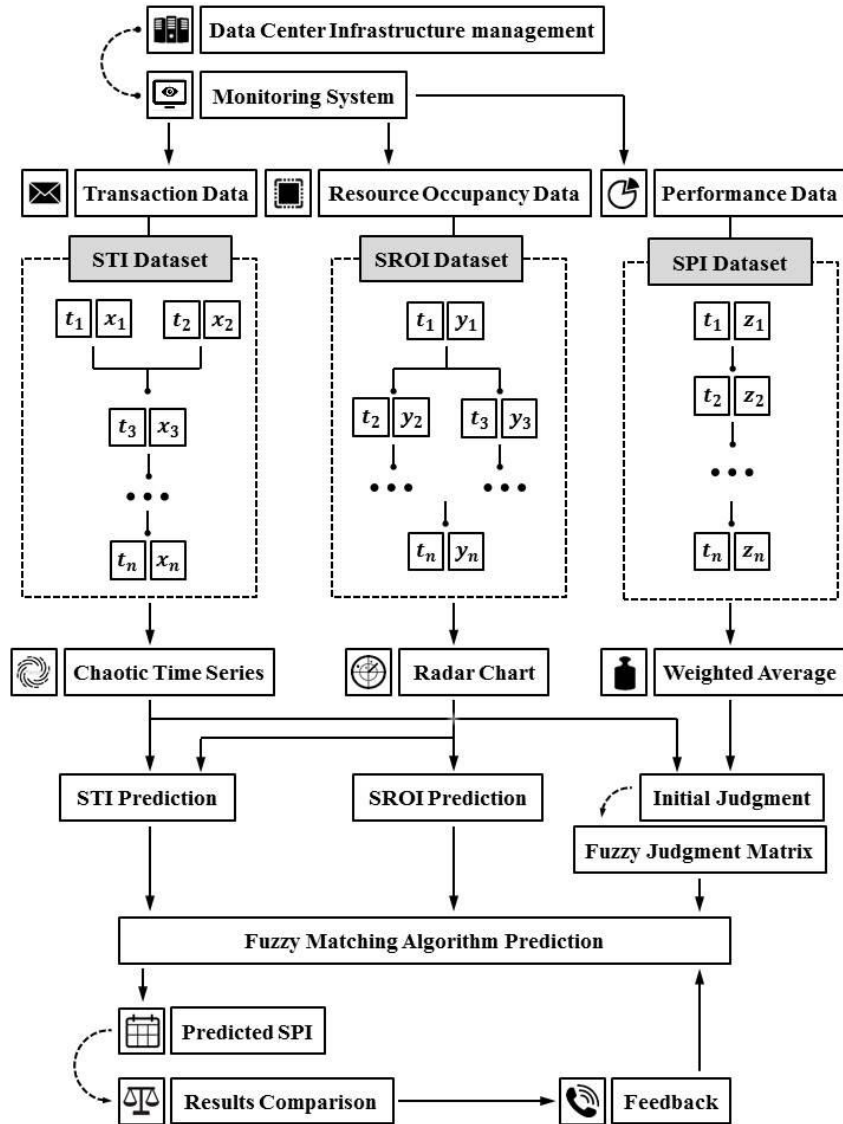 Data Center Infrastructure management
Monitoring System
Transaction Data
Resource Occupancy Data
Performance Data
STI Dataset
SROI Dataset
SPI Dataset
t₁ x₁ t₂ x₂
t₁ y₁
t₁ z₁
t₃ x₃
t₂ y₂ t₃ y₃
t₂ z₂
•••
••• •••
•••
tₙ xₙ
tₙ yₙ
tₙ zₙ
Chaotic Time Series
Radar Chart
Weighted Average
STI Prediction
SROI Prediction
Initial Judgment
Fuzzy Judgment Matrix
Fuzzy Matching Algorithm Prediction
Predicted SPI
Results Comparison
Feedback